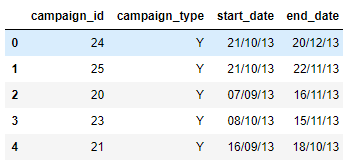 campaign_id campaign_type start_date end_date
0 24 Y 21/10/13 20/12/13
1 25 Y 21/10/13 22/11/13
2 20 Y 07/09/13 16/11/13
3 23 Y 08/10/13 15/11/13
4 21 Y 16/09/13 18/10/13